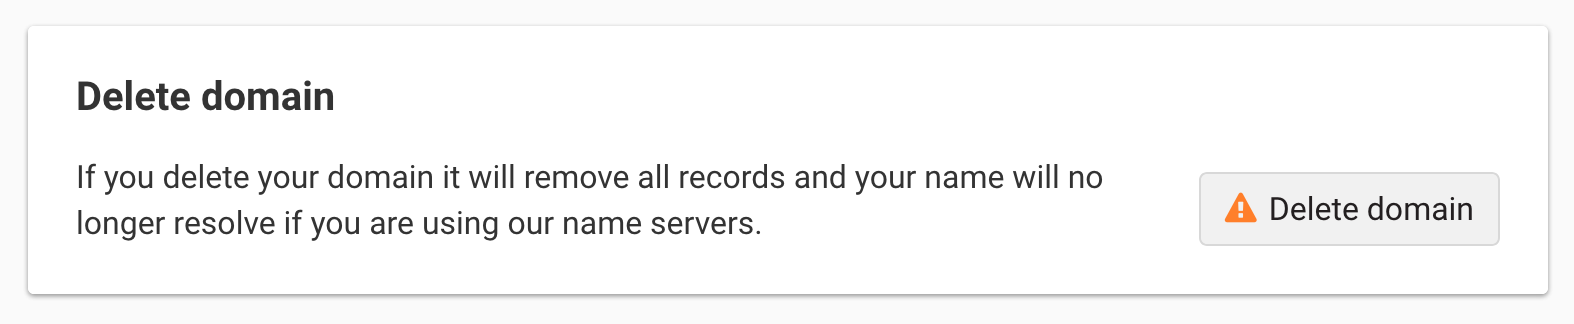 Delete domain
If you delete your domain it will remove all records and your name will no
longer resolve if you are using our name servers.
Delete domain